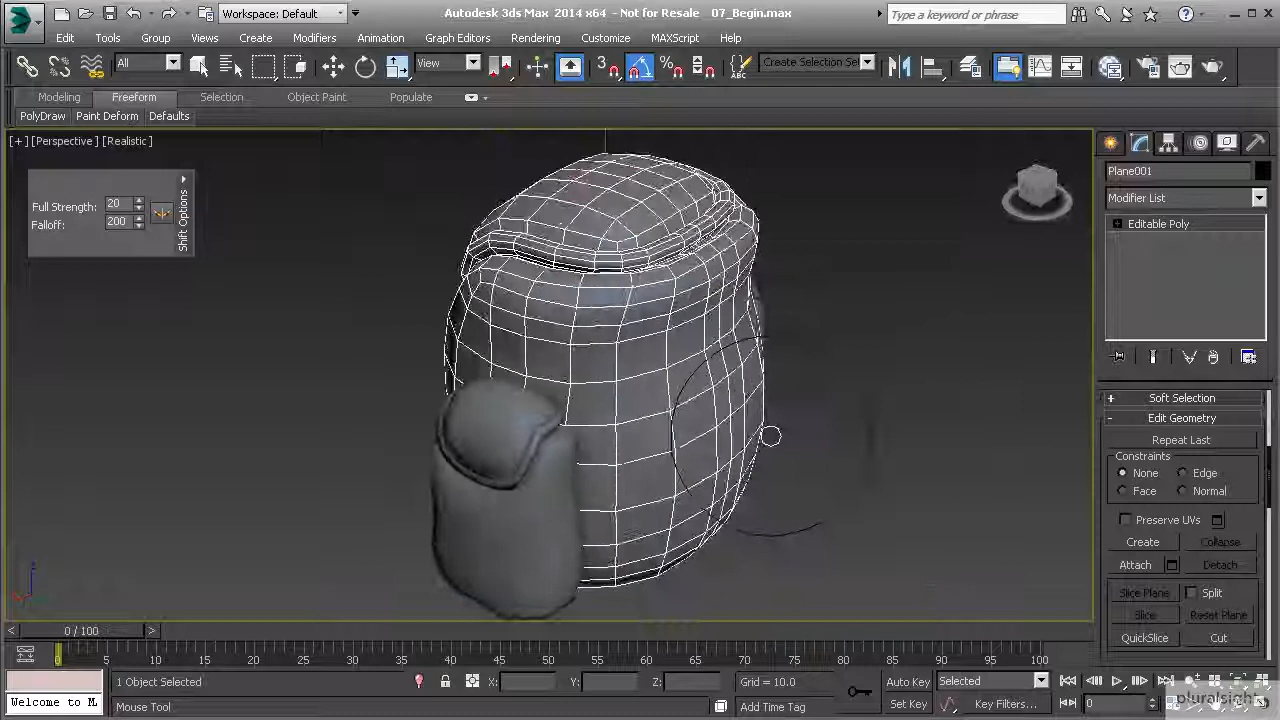 Workspace: Default
Autodesk 3ds Max 2014 x64 - Not for Resale 07_Begin.max
Type a keyword or phrase
Edit Tools Group Views Create Modifiers Animation Graph Editors Rendering Customize MAXScript Help
All View 3 % ABC Create Selection Se
Modeling Freeform Selection Object Paint Populate
PolyDraw Paint Deform Defaults
[+] [Perspective] [Realistic]
Full Strength: 20
Falloff: 200
Shift Options
Plane001
Modifier List
Editable Poly
+ Soft Selection
- Edit Geometry
Repeat Last
Constraints
None Edge
Face Normal
Preserve UVs
Create Collapse
Attach Detach
Slice Plane Split
Slice Reset Plane
QuickSlice Cut
z
< 0 / 100 >
0 5 10 15 20 25 30 35 40 45 50 55 60 65 70 75 80 85 90 95 100
1 Object Selected X: Y: Z: Grid = 10.0 Auto Key Selected
Welcome to M Mouse Tool Add Time Tag Set Key Key Filters... 0